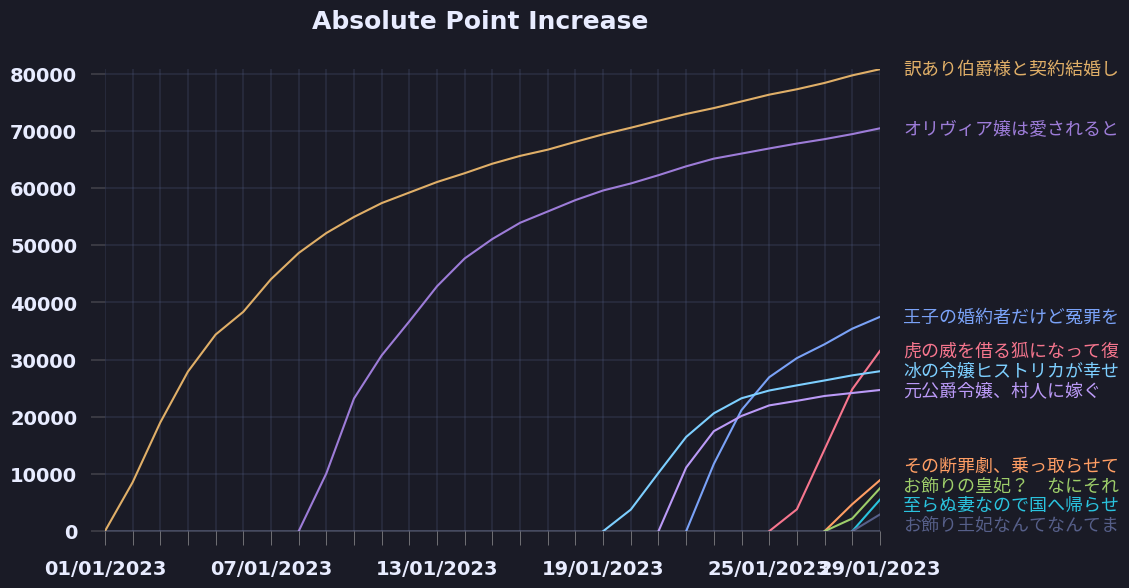 Absolute Point Increase
80000
70000
60000
50000
40000
30000
20000
10000
0
01/01/2023
07/01/2023
13/01/2023
19/01/2023
25/01/2023
29/01/2023
訳あり伯爵様と契約結婚し
オリヴィア嬢は愛されると
王子の婚約者だけど冤罪を
虎の威を借る狐になって復
冰の令嬢ヒストリカが幸せ
元公爵令嬢、村人に嫁ぐ
その断罪劇、乗っ取らせて
お飾りの皇妃？　なにそれ
至らぬ妻なので国へ帰らせ
お飾り王妃なんてなんてま